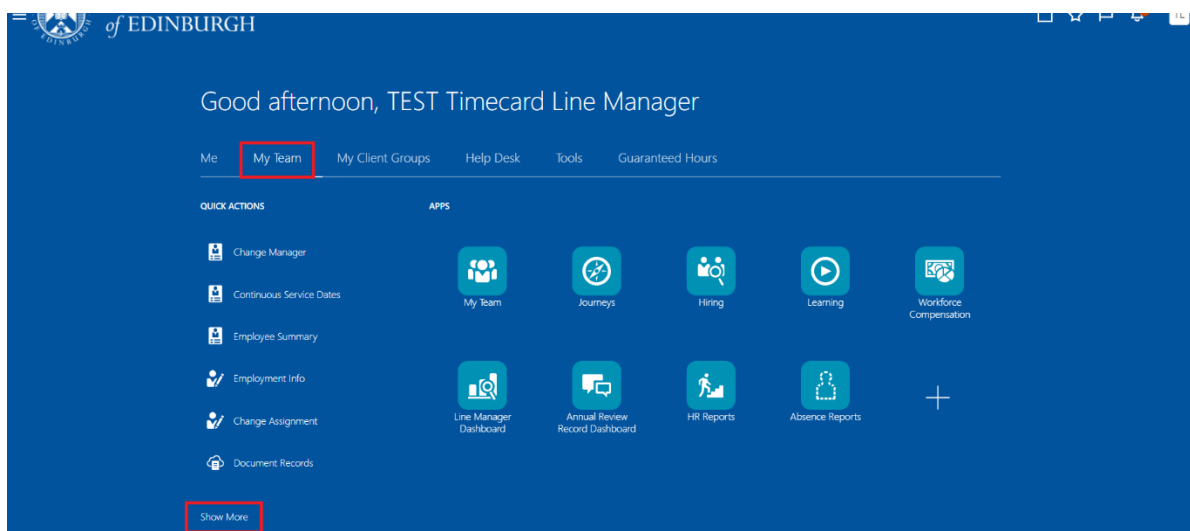 of EDINBURGH
OF EDINBUR
Good afternoon, TEST Timecard Line Manager
Me My Team My Client Groups Help Desk Tools Guaranteed Hours
QUICK ACTIONS APPS
Change Manager
Continuous Service Dates
Employee Summary
Employment Info
Change Assignment
Document Records
Show More
My Team Journeys Hiring Learning Workforce
Compensation
Line Manager Annual Review HR Reports Absence Reports
Dashboard Record Dashboard